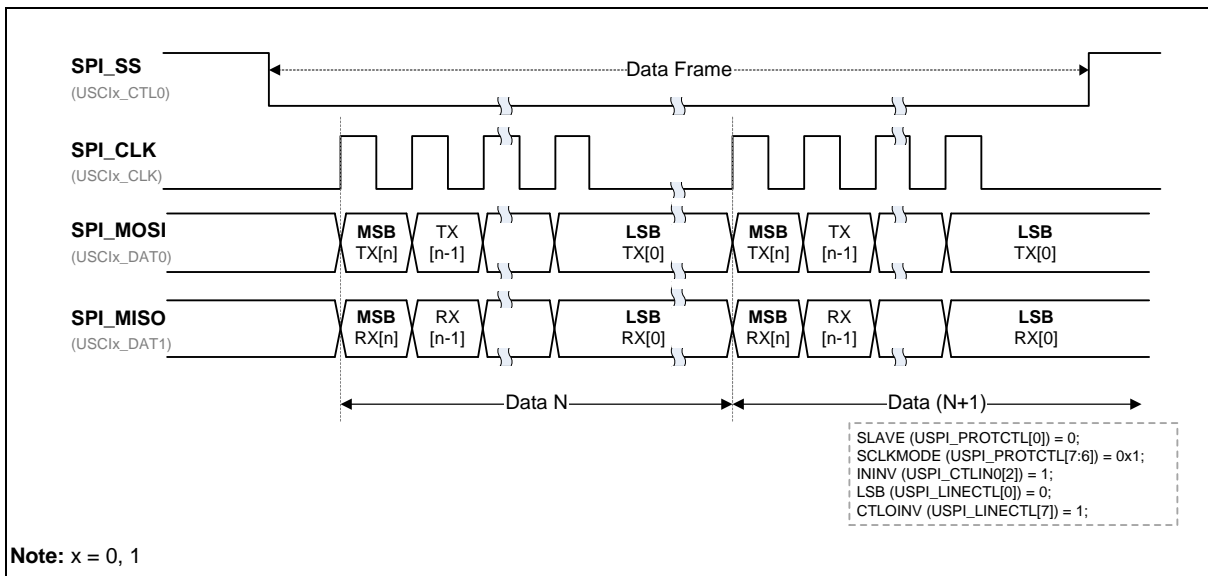 SPI_SS
(USCIx_CTL0)
Data Frame
SPI_CLK
(USCIx_CLK)
SPI_MOSI
(USCIx_DAT0)
MSB TX LSB MSB TX LSB
TX[n] [n-1] TX[0] TX[n] [n-1] TX[0]
SPI_MISO
(USCIx_DAT1)
MSB RX LSB MSB RX LSB
RX[n] [n-1] RX[0] RX[n] [n-1] RX[0]
Data N Data (N+1)
SLAVE (USPI_PROTCTL[0]) = 0;
SCLKMODE (USPI_PROTCTL[7:6]) = 0x1;
ININV (USPI_CTLIN0[2]) = 1;
LSB (USPI_LINECTL[0]) = 0;
CTLOINV (USPI_LINECTL[7]) = 1;
Note: x = 0, 1